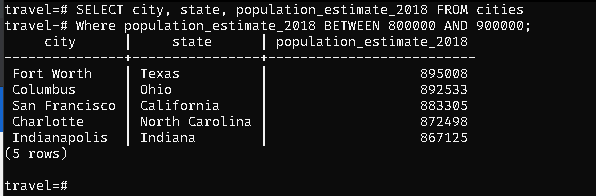 travel=# SELECT city, state, population_estimate_2018 FROM cities
travel-# Where population_estimate_2018 BETWEEN 800000 AND 900000;
     city      |     state      | population_estimate_2018
---------------+----------------+--------------------------
 Fort Worth    | Texas          |                   895008
 Columbus      | Ohio           |                   892533
 San Francisco | California     |                   883305
 Charlotte     | North Carolina |                   872498
 Indianapolis  | Indiana        |                   867125
(5 rows)

travel=#